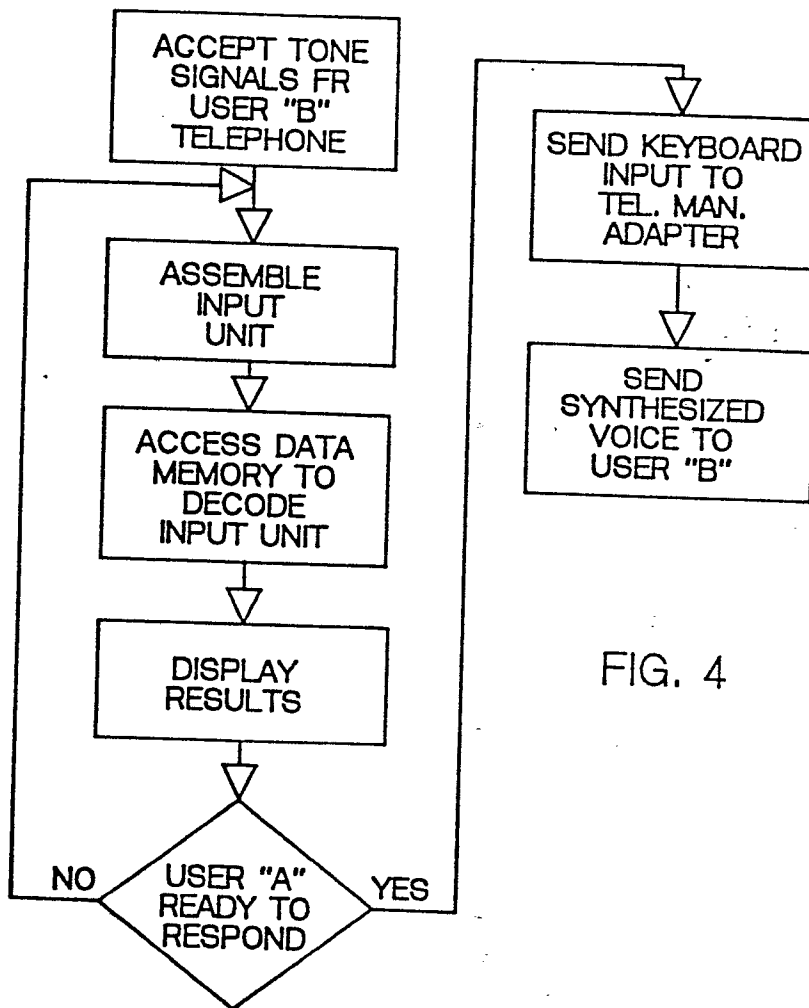 ACCEPT TONE
SIGNALS FR
USER "B"
TELEPHONE
ASSEMBLE
INPUT
UNIT
ACCESS DATA
MEMORY TO
DECODE
INPUT UNIT
DISPLAY
RESULTS
USER "A"
READY TO
RESPOND
NO
YES
SEND KEYBOARD
INPUT TO
TEL. MAN.
ADAPTER
SEND
SYNTHESIZED
VOICE TO
USER "B"
FIG. 4